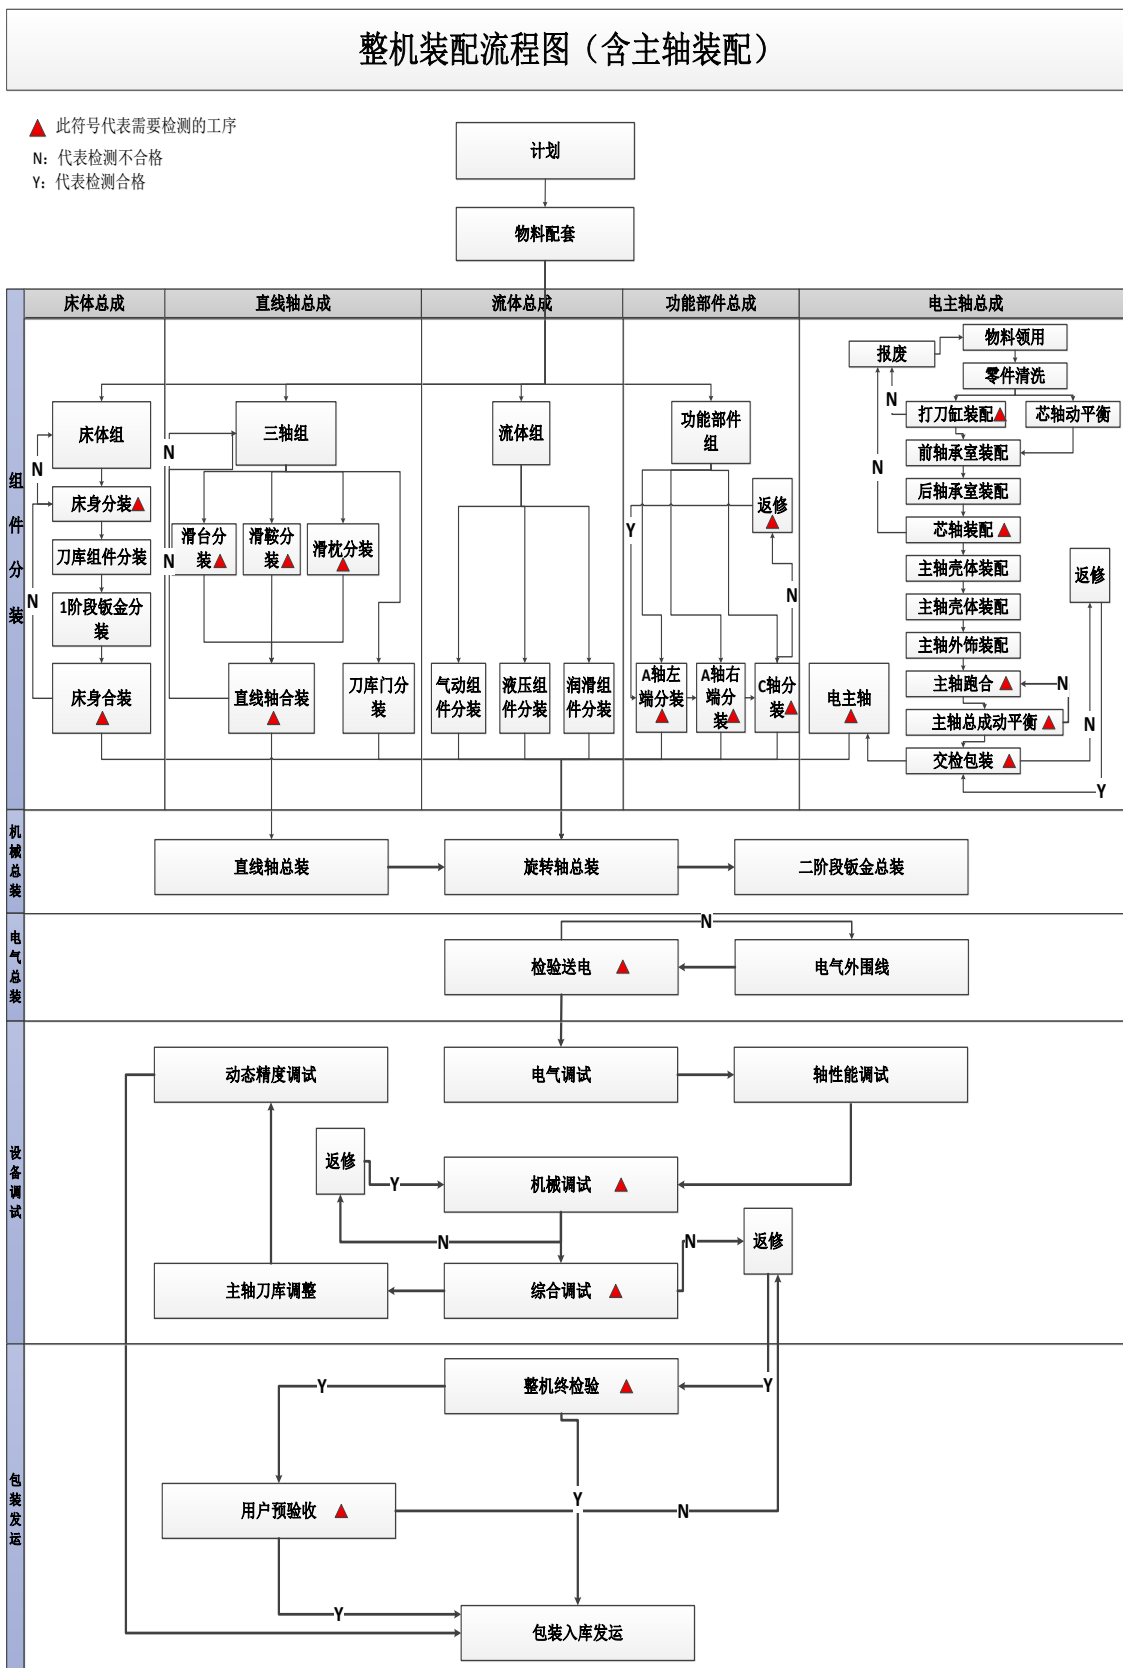 整机装配流程图（含主轴装配）
此符号代表需要检测的工序
N：代表检测不合格
Y：代表检测合格
计划
物料配套
床体总成
直线轴总成
流体总成
功能部件总成
电主轴总成
组件分装
床体组
N
床身分装
刀库组件分装
N
1阶段钣金分
装
床身合装
三轴组
N
滑台分
装
滑鞍分
装
滑枕分装
N
直线轴合装
刀库门分
装
流体组
气动组
件分装
液压组
件分装
润滑组
件分装
功能部件
组
返修
Y
N
A轴左
端分装
A轴右
端分
装
C轴分
装
报废
物料领用
零件清洗
N
打刀缸装配
芯轴动平衡
前轴承室装配
N
后轴承室装配
芯轴装配
主轴壳体装配
返修
主轴壳体装配
主轴外饰装配
主轴跑合
N
电主轴
主轴总成动平衡
N
交检包装
Y
机械总装
直线轴总装
旋转轴总装
二阶段钣金总装
电气总装
N
检验送电
电气外围线
设备调试
动态精度调试
电气调试
轴性能调试
返修
Y
机械调试
N
N
返修
主轴刀库调整
综合调试
包装发运
Y
整机终检验
Y
Y
用户预验收
N
Y
包装入库发运